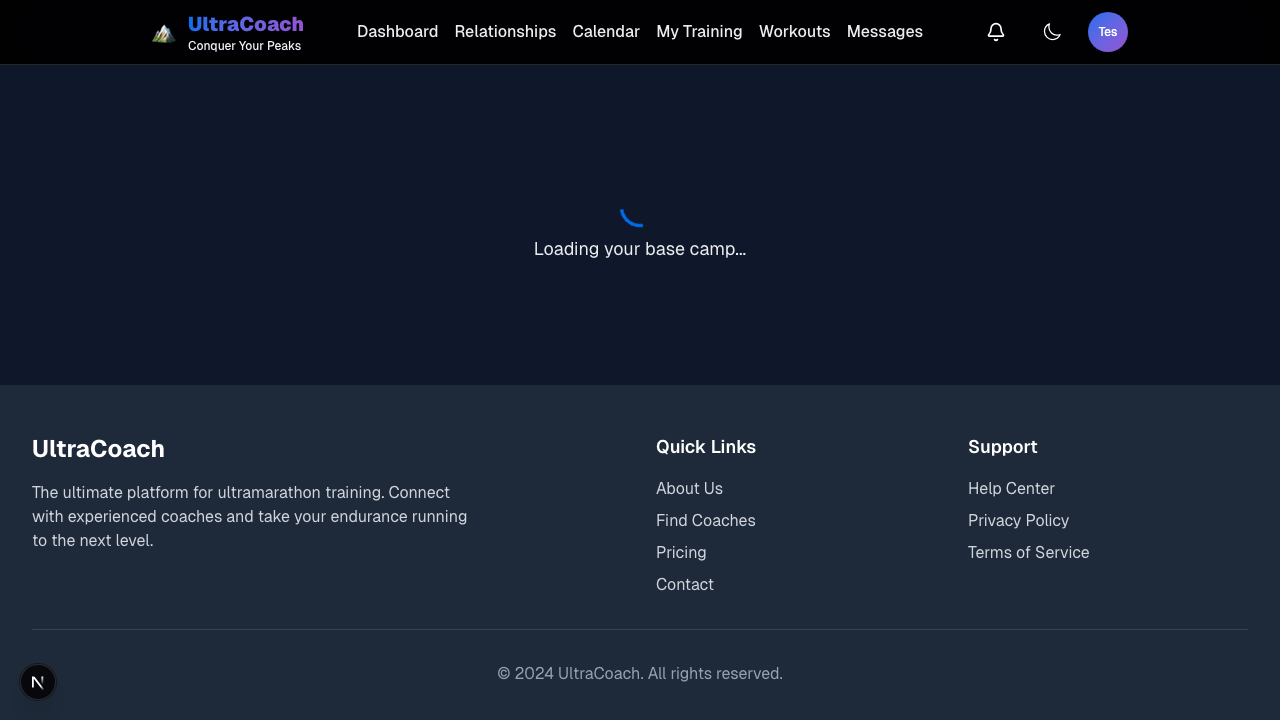 UltraCoach
Conquer Your Peaks
Dashboard
Relationships
Calendar
My Training
Workouts
Messages
Tes
Loading your base camp...
UltraCoach
The ultimate platform for ultramarathon training. Connect
with experienced coaches and take your endurance running
to the next level.
Quick Links
About Us
Find Coaches
Pricing
Contact
Support
Help Center
Privacy Policy
Terms of Service
© 2024 UltraCoach. All rights reserved.
N